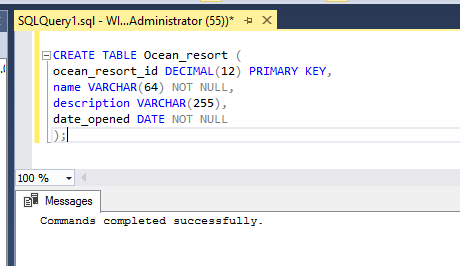 SQLQuery1.sql - WI...Administrator (55))*
CREATE TABLE Ocean_resort (
ocean_resort_id DECIMAL(12) PRIMARY KEY,
name VARCHAR(64) NOT NULL,
description VARCHAR(255),
date_opened DATE NOT NULL
);
100 %
Messages
Commands completed successfully.